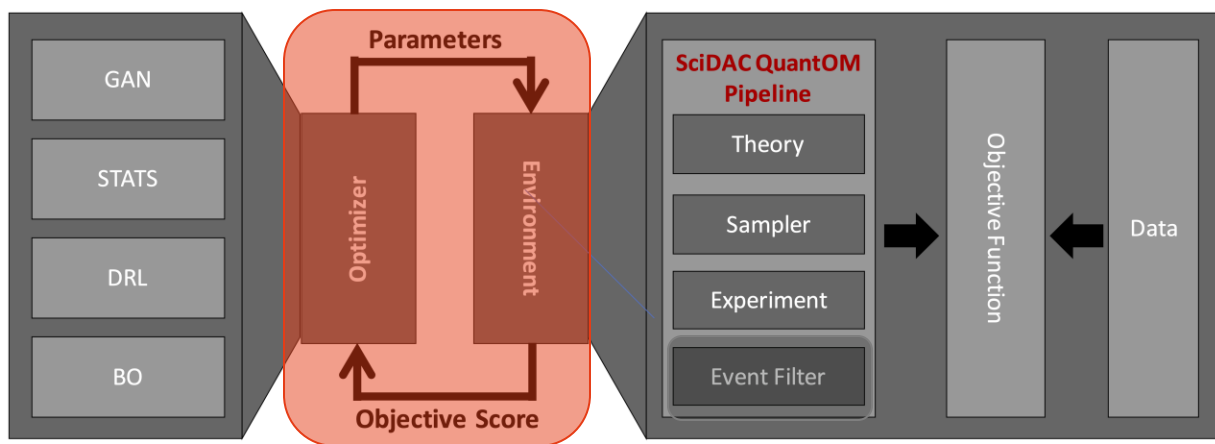 GAN
STATS
DRL
BO
Parameters
Optimizer
Environment
Objective Score
SciDAC QuantOM
Pipeline
Theory
Sampler
Experiment
Event Filter
Objective Function
Data